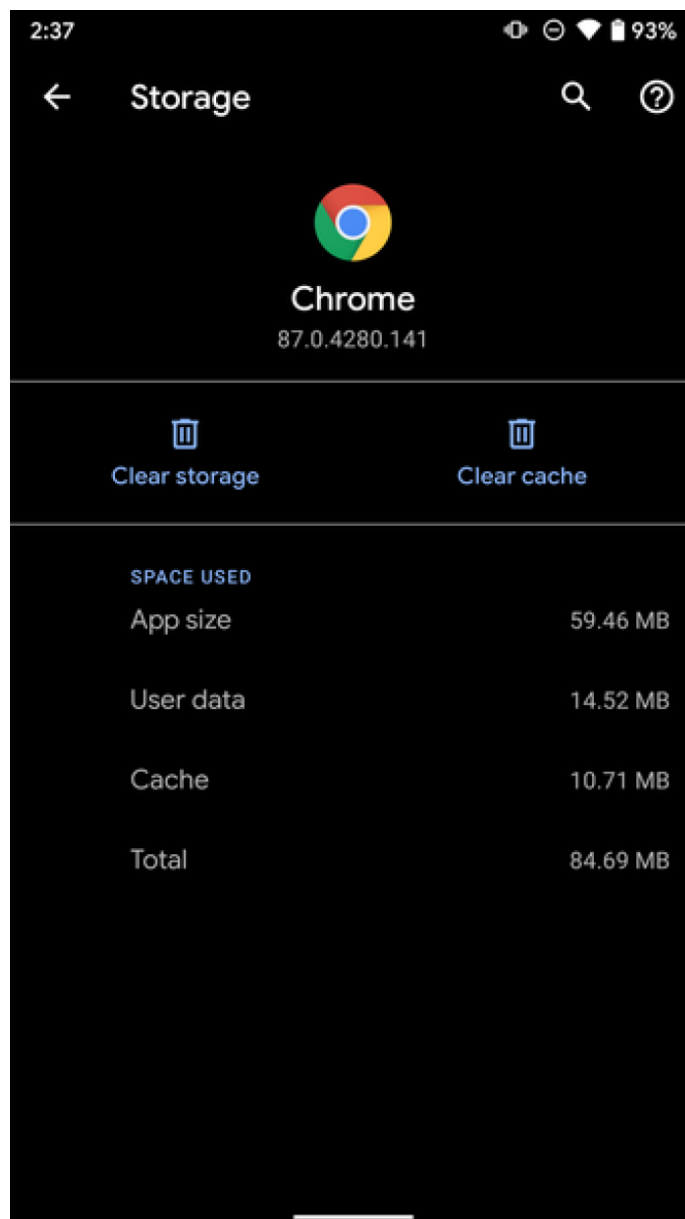 2:37 93%
Storage
Chrome
87.0.4280.141
Clear storage Clear cache
SPACE USED
App size 59.46 MB
User data 14.52 MB
Cache 10.71 MB
Total 84.69 MB